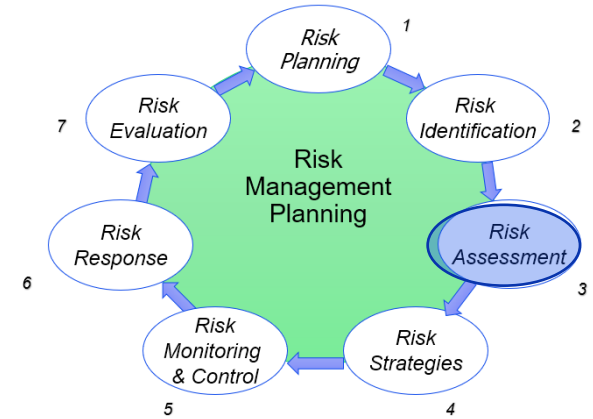 1
Risk
Planning
2
Risk
Identification
3
Risk
Assessment
4
Risk
Strategies
5
Risk
Monitoring
& Control
6
Risk
Response
7
Risk
Evaluation
Risk
Management
Planning